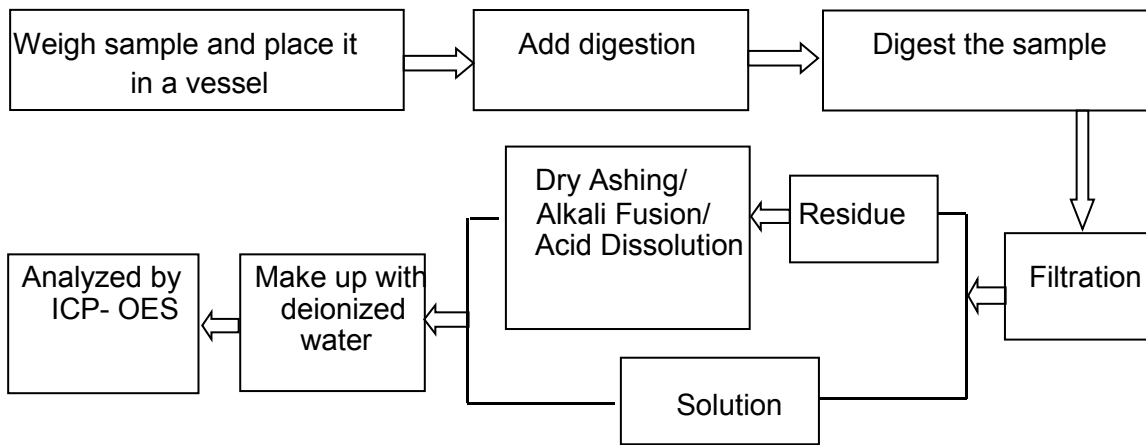 Weigh sample and place it
in a vessel
Add digestion
Digest the sample
Filtration
Residue
Dry Ashing/
Alkali Fusion/
Acid Dissolution
Solution
Make up with
deionized
water
Analyzed by
ICP- OES